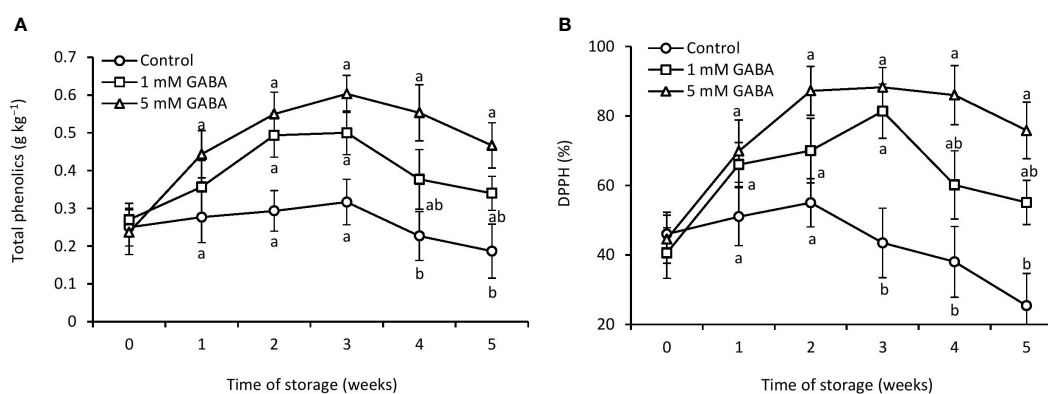 A
Total phenolics (g kg⁻¹)
0.7
0.6
0.5
0.4
0.3
0.2
0.1
0
Control
1 mM GABA
5 mM GABA
a
a
a
a
a
a
a
ab
ab
a
a
a
b
b
0 1 2 3 4 5
Time of storage (weeks)
B
DPPH (%)
100
80
60
40
20
Control
1 mM GABA
5 mM GABA
a
a
a
a
a
a
a
a
ab
ab
a
a
b
b
b
0 1 2 3 4 5
Time of storage (weeks)